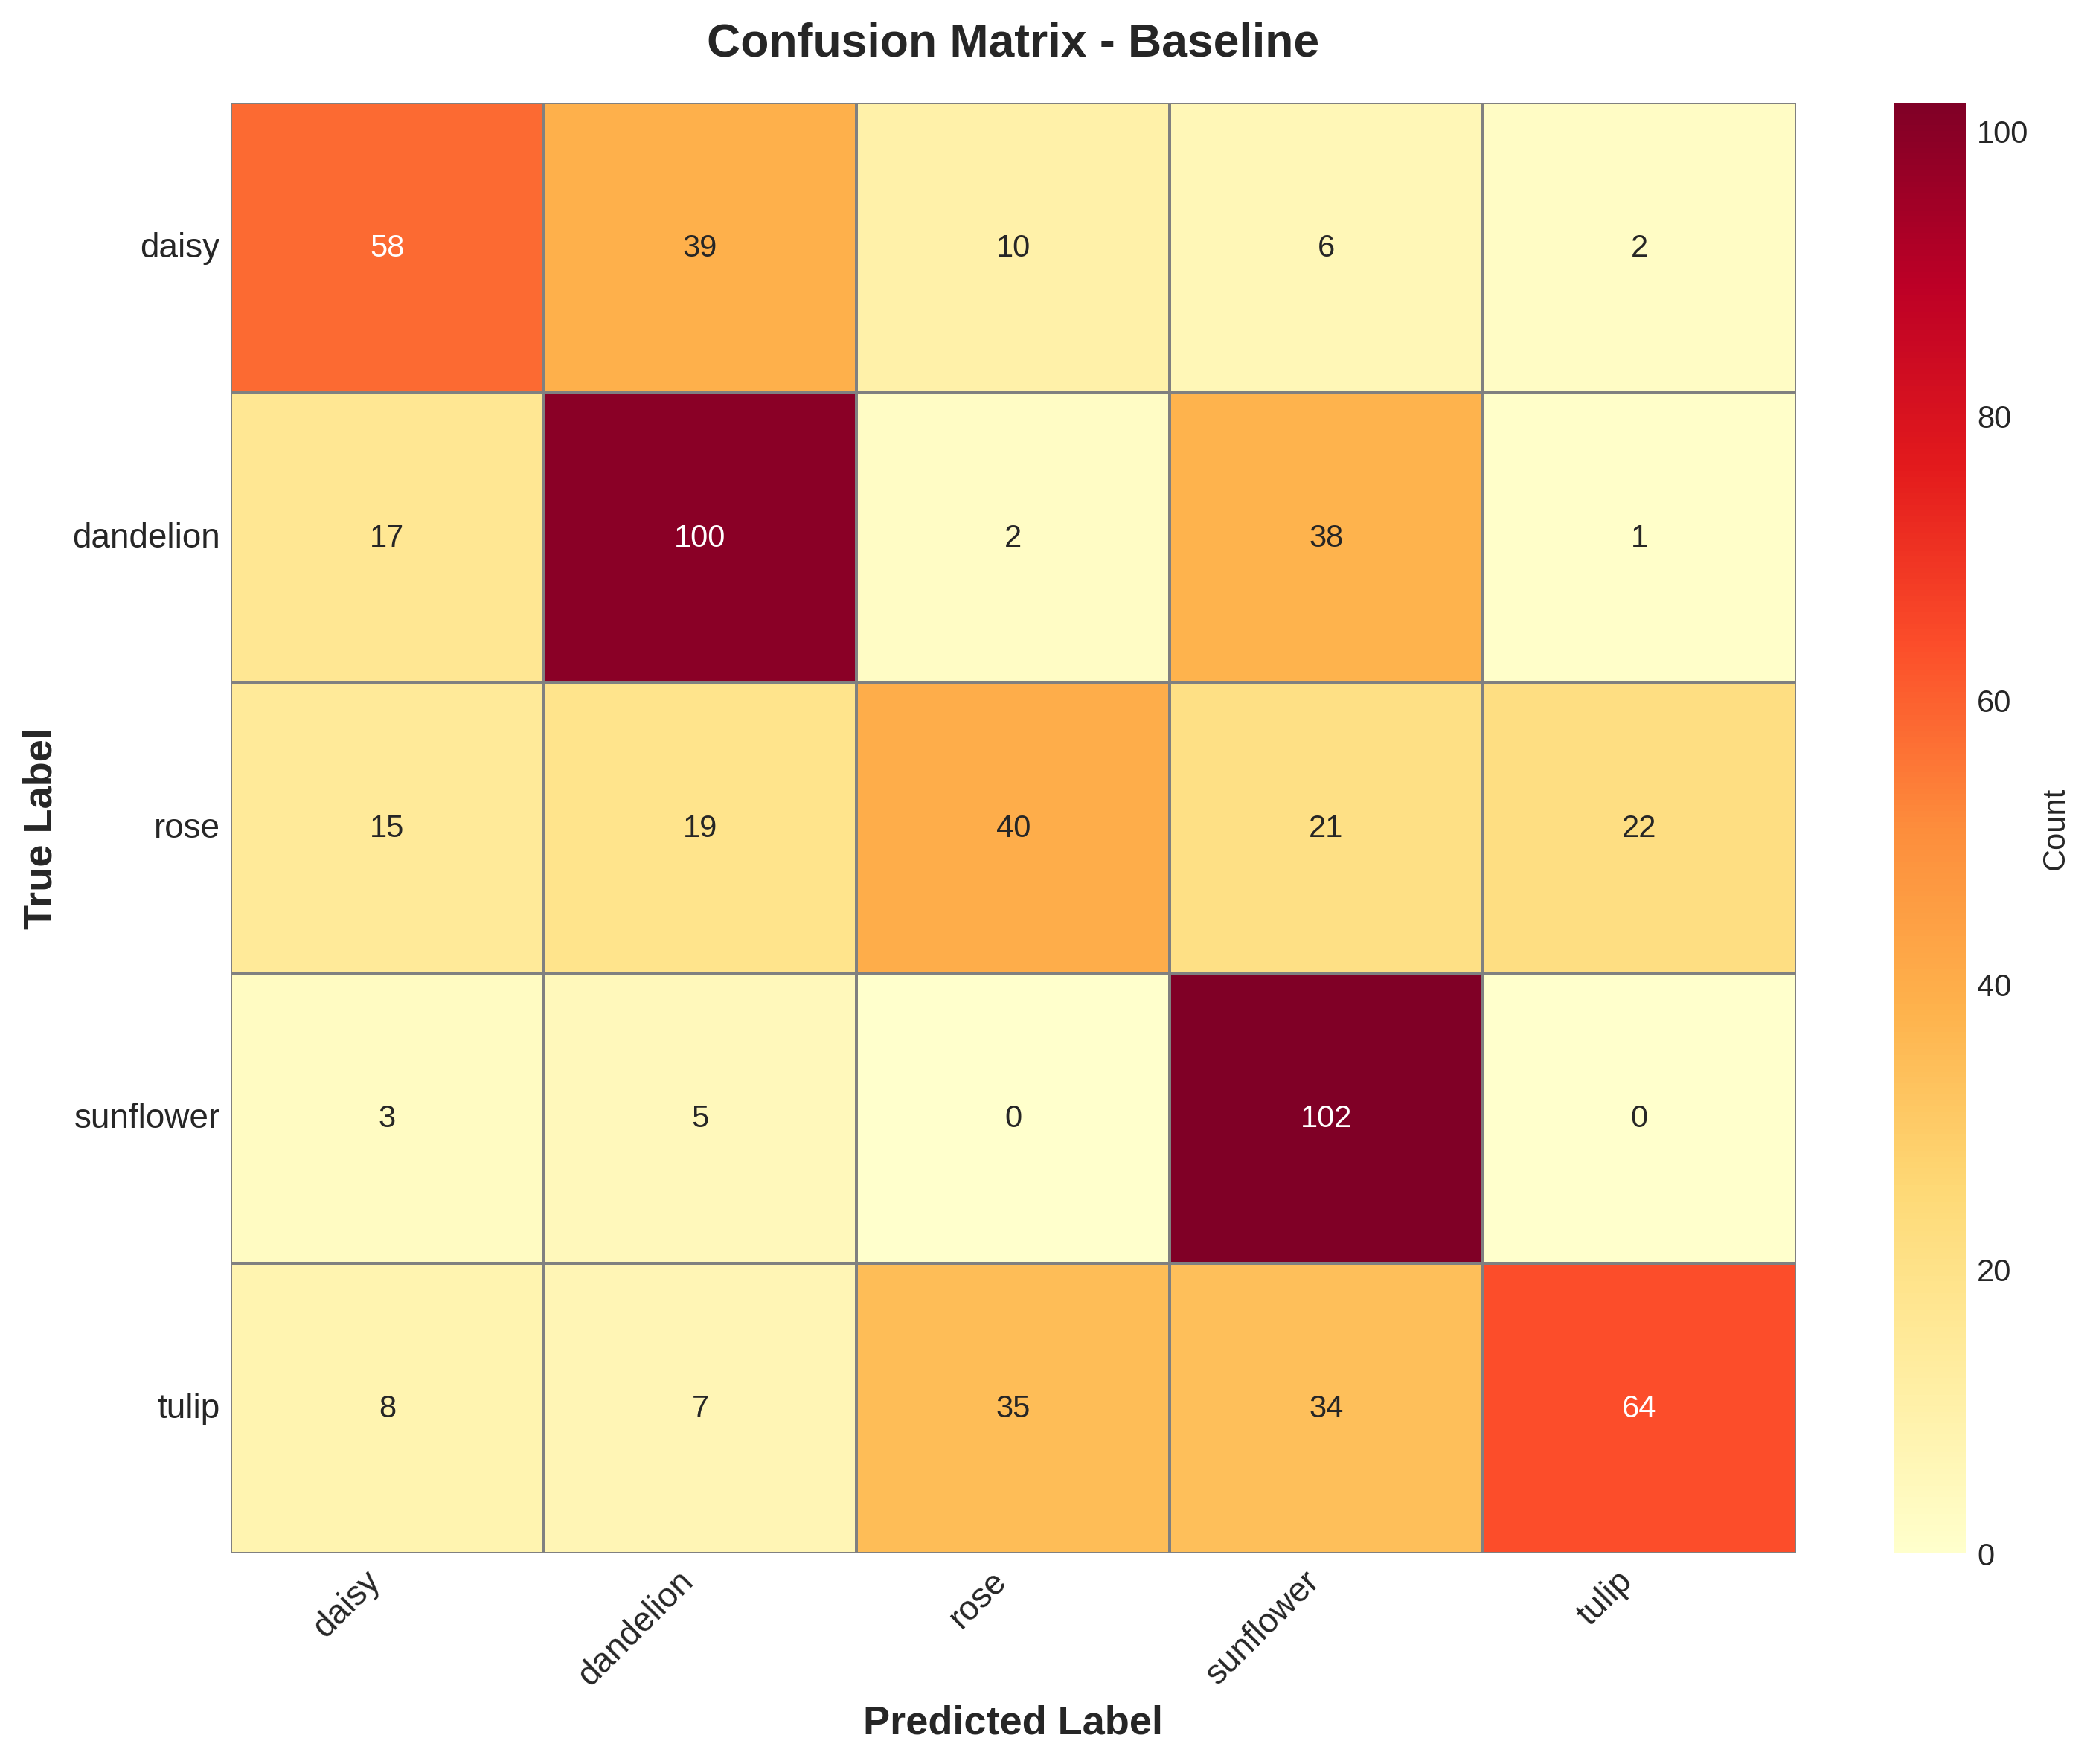 Confusion Matrix - Baseline
daisy 58 39 10 6 2
dandelion 17 100 2 38 1
rose 15 19 40 21 22
sunflower 3 5 0 102 0
tulip 8 7 35 34 64
daisy dandelion rose sunflower tulip
True Label
Predicted Label
100
80
60
40
20
0
Count